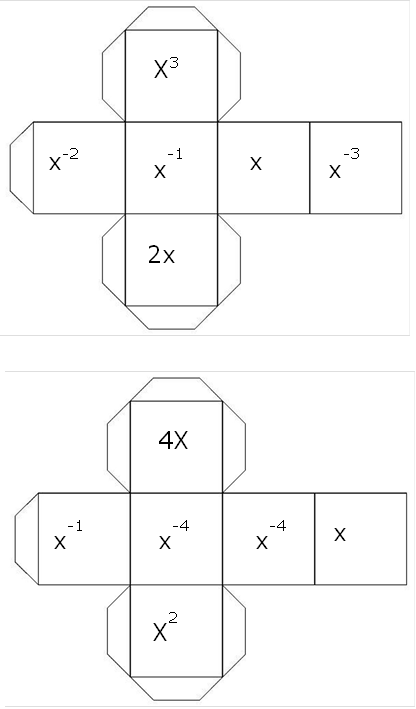 X³
x⁻² x⁻¹ x x⁻³
2x
4X
x⁻¹ x⁻⁴ x⁻⁴ x
X²